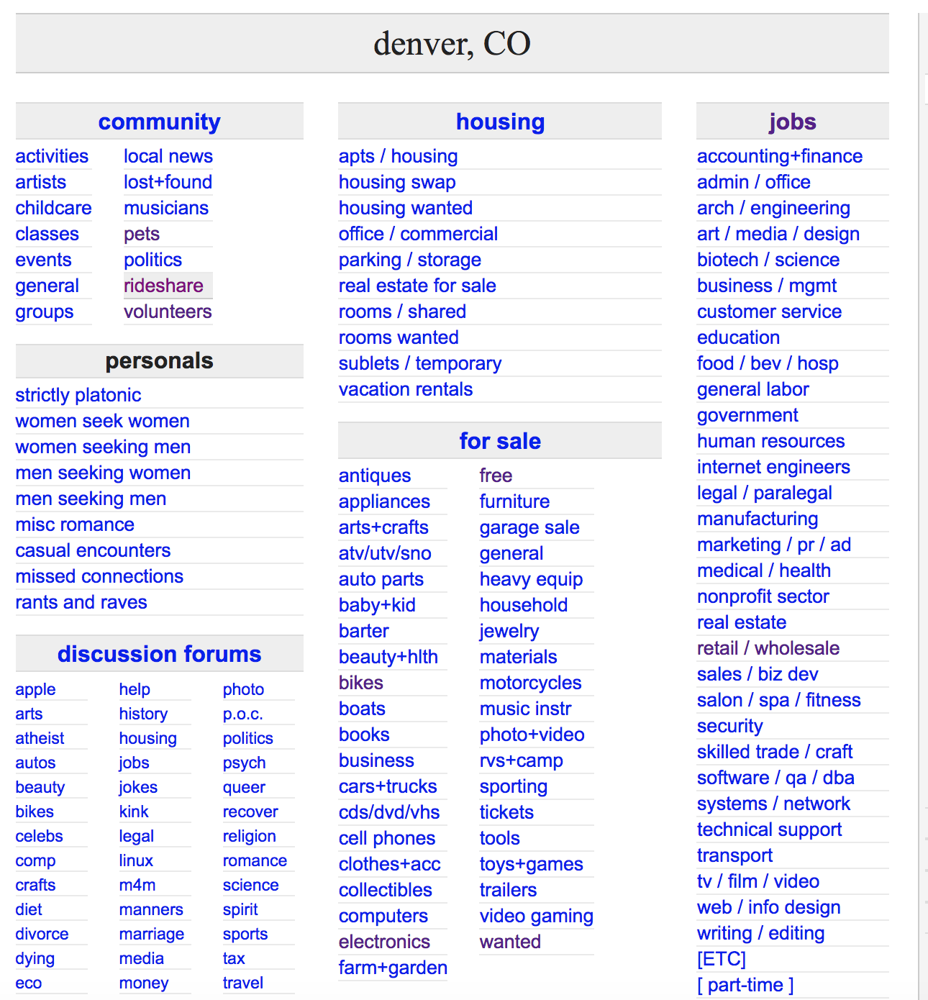 denver, CO
community
activities
artists
childcare
classes
events
general
groups
local news
lost+found
musicians
pets
politics
rideshare
volunteers
personals
strictly platonic
women seek women
women seeking men
men seeking women
men seeking men
misc romance
casual encounters
missed connections
rants and raves
discussion forums
apple
arts
atheist
autos
beauty
bikes
celebs
comp
crafts
diet
divorce
dying
eco
help
history
housing
jobs
jokes
kink
legal
linux
m4m
manners
marriage
media
money
photo
p.o.c.
politics
psych
queer
recover
religion
romance
science
spirit
sports
tax
travel
housing
apts / housing
housing swap
housing wanted
office / commercial
parking / storage
real estate for sale
rooms / shared
rooms wanted
sublets / temporary
vacation rentals
for sale
antiques
appliances
arts+crafts
atv/utv/sno
auto parts
baby+kid
barter
beauty+hlth
bikes
boats
books
business
cars+trucks
cds/dvd/vhs
cell phones
clothes+acc
collectibles
computers
electronics
farm+garden
free
furniture
garage sale
general
heavy equip
household
jewelry
materials
motorcycles
music instr
photo+video
rvs+camp
sporting
tickets
tools
toys+games
trailers
video gaming
wanted
jobs
accounting+finance
admin / office
arch / engineering
art / media / design
biotech / science
business / mgmt
customer service
education
food / bev / hosp
general labor
government
human resources
internet engineers
legal / paralegal
manufacturing
marketing / pr / ad
medical / health
nonprofit sector
real estate
retail / wholesale
sales / biz dev
salon / spa / fitness
security
skilled trade / craft
software / qa / dba
systems / network
technical support
transport
tv / film / video
web / info design
writing / editing
[ETC]
[ part-time ]